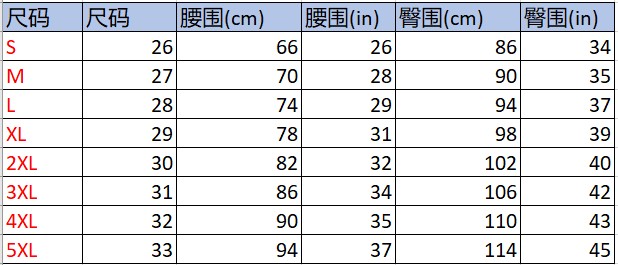 尺码 尺码 腰围(cm) 腰围(in) 臀围(cm) 臀围(in)
S 26 66 26 86 34
M 27 70 28 90 35
L 28 74 29 94 37
XL 29 78 31 98 39
2XL 30 82 32 102 40
3XL 31 86 34 106 42
4XL 32 90 35 110 43
5XL 33 94 37 114 45